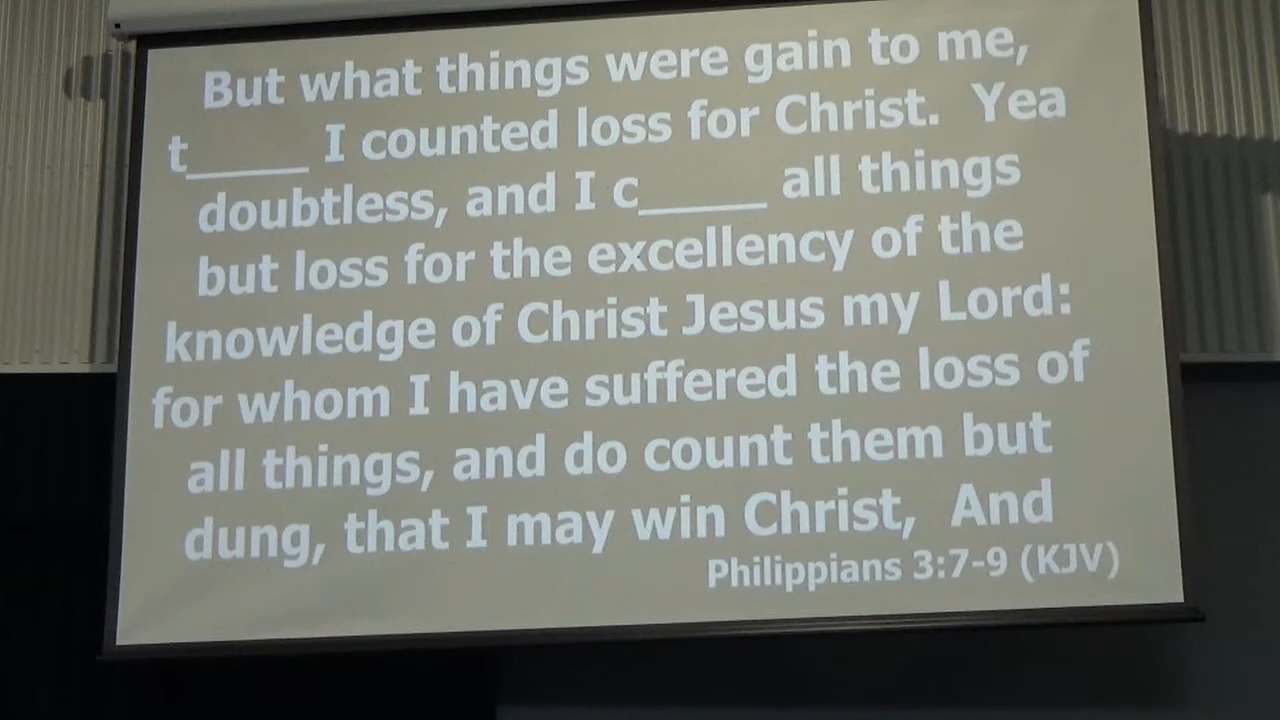 But what things were gain to me,
t_____ I counted loss for Christ. Yea
doubtless, and I c_____ all things
but loss for the excellency of the
knowledge of Christ Jesus my Lord:
for whom I have suffered the loss of
all things, and do count them but
dung, that I may win Christ, And
Philippians 3:7-9 (KJV)